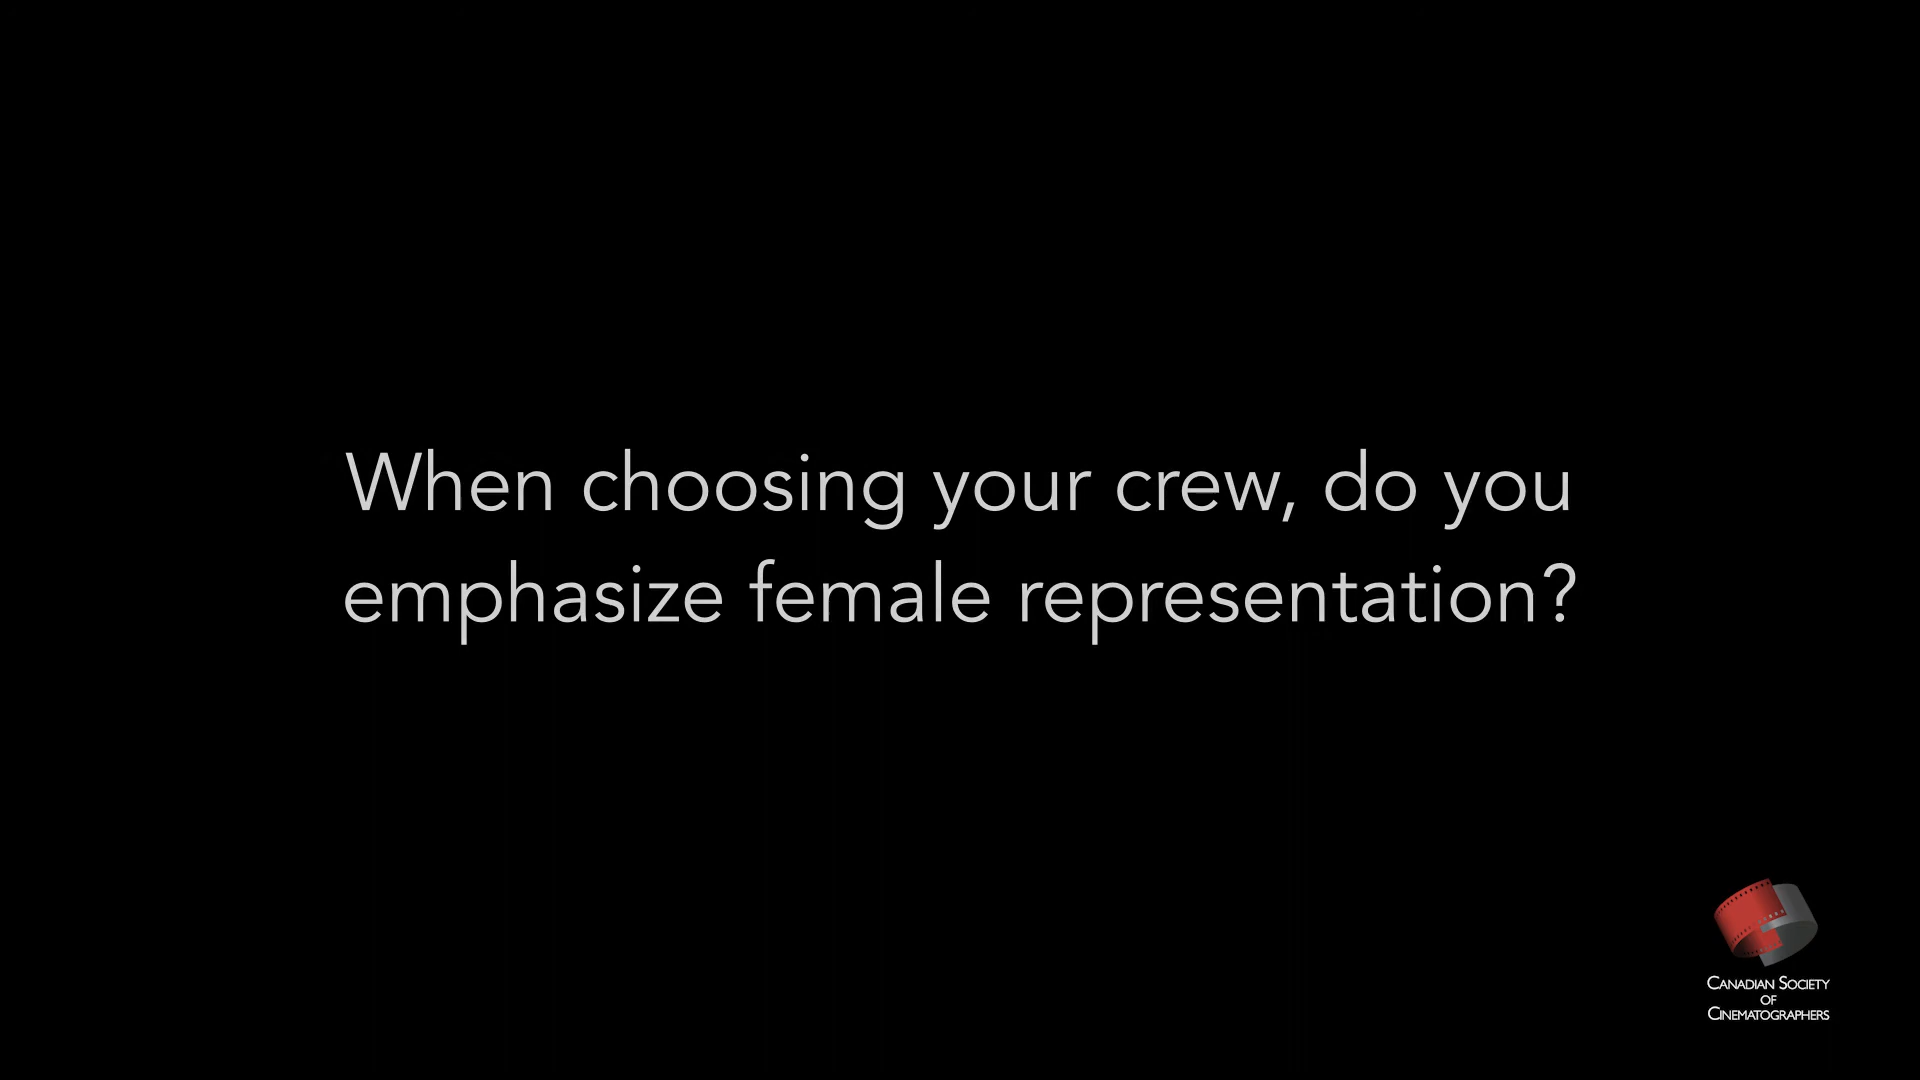 When choosing your crew, do you
emphasize female representation?
CANADIAN SOCIETY
OF
CINEMATOGRAPHERS